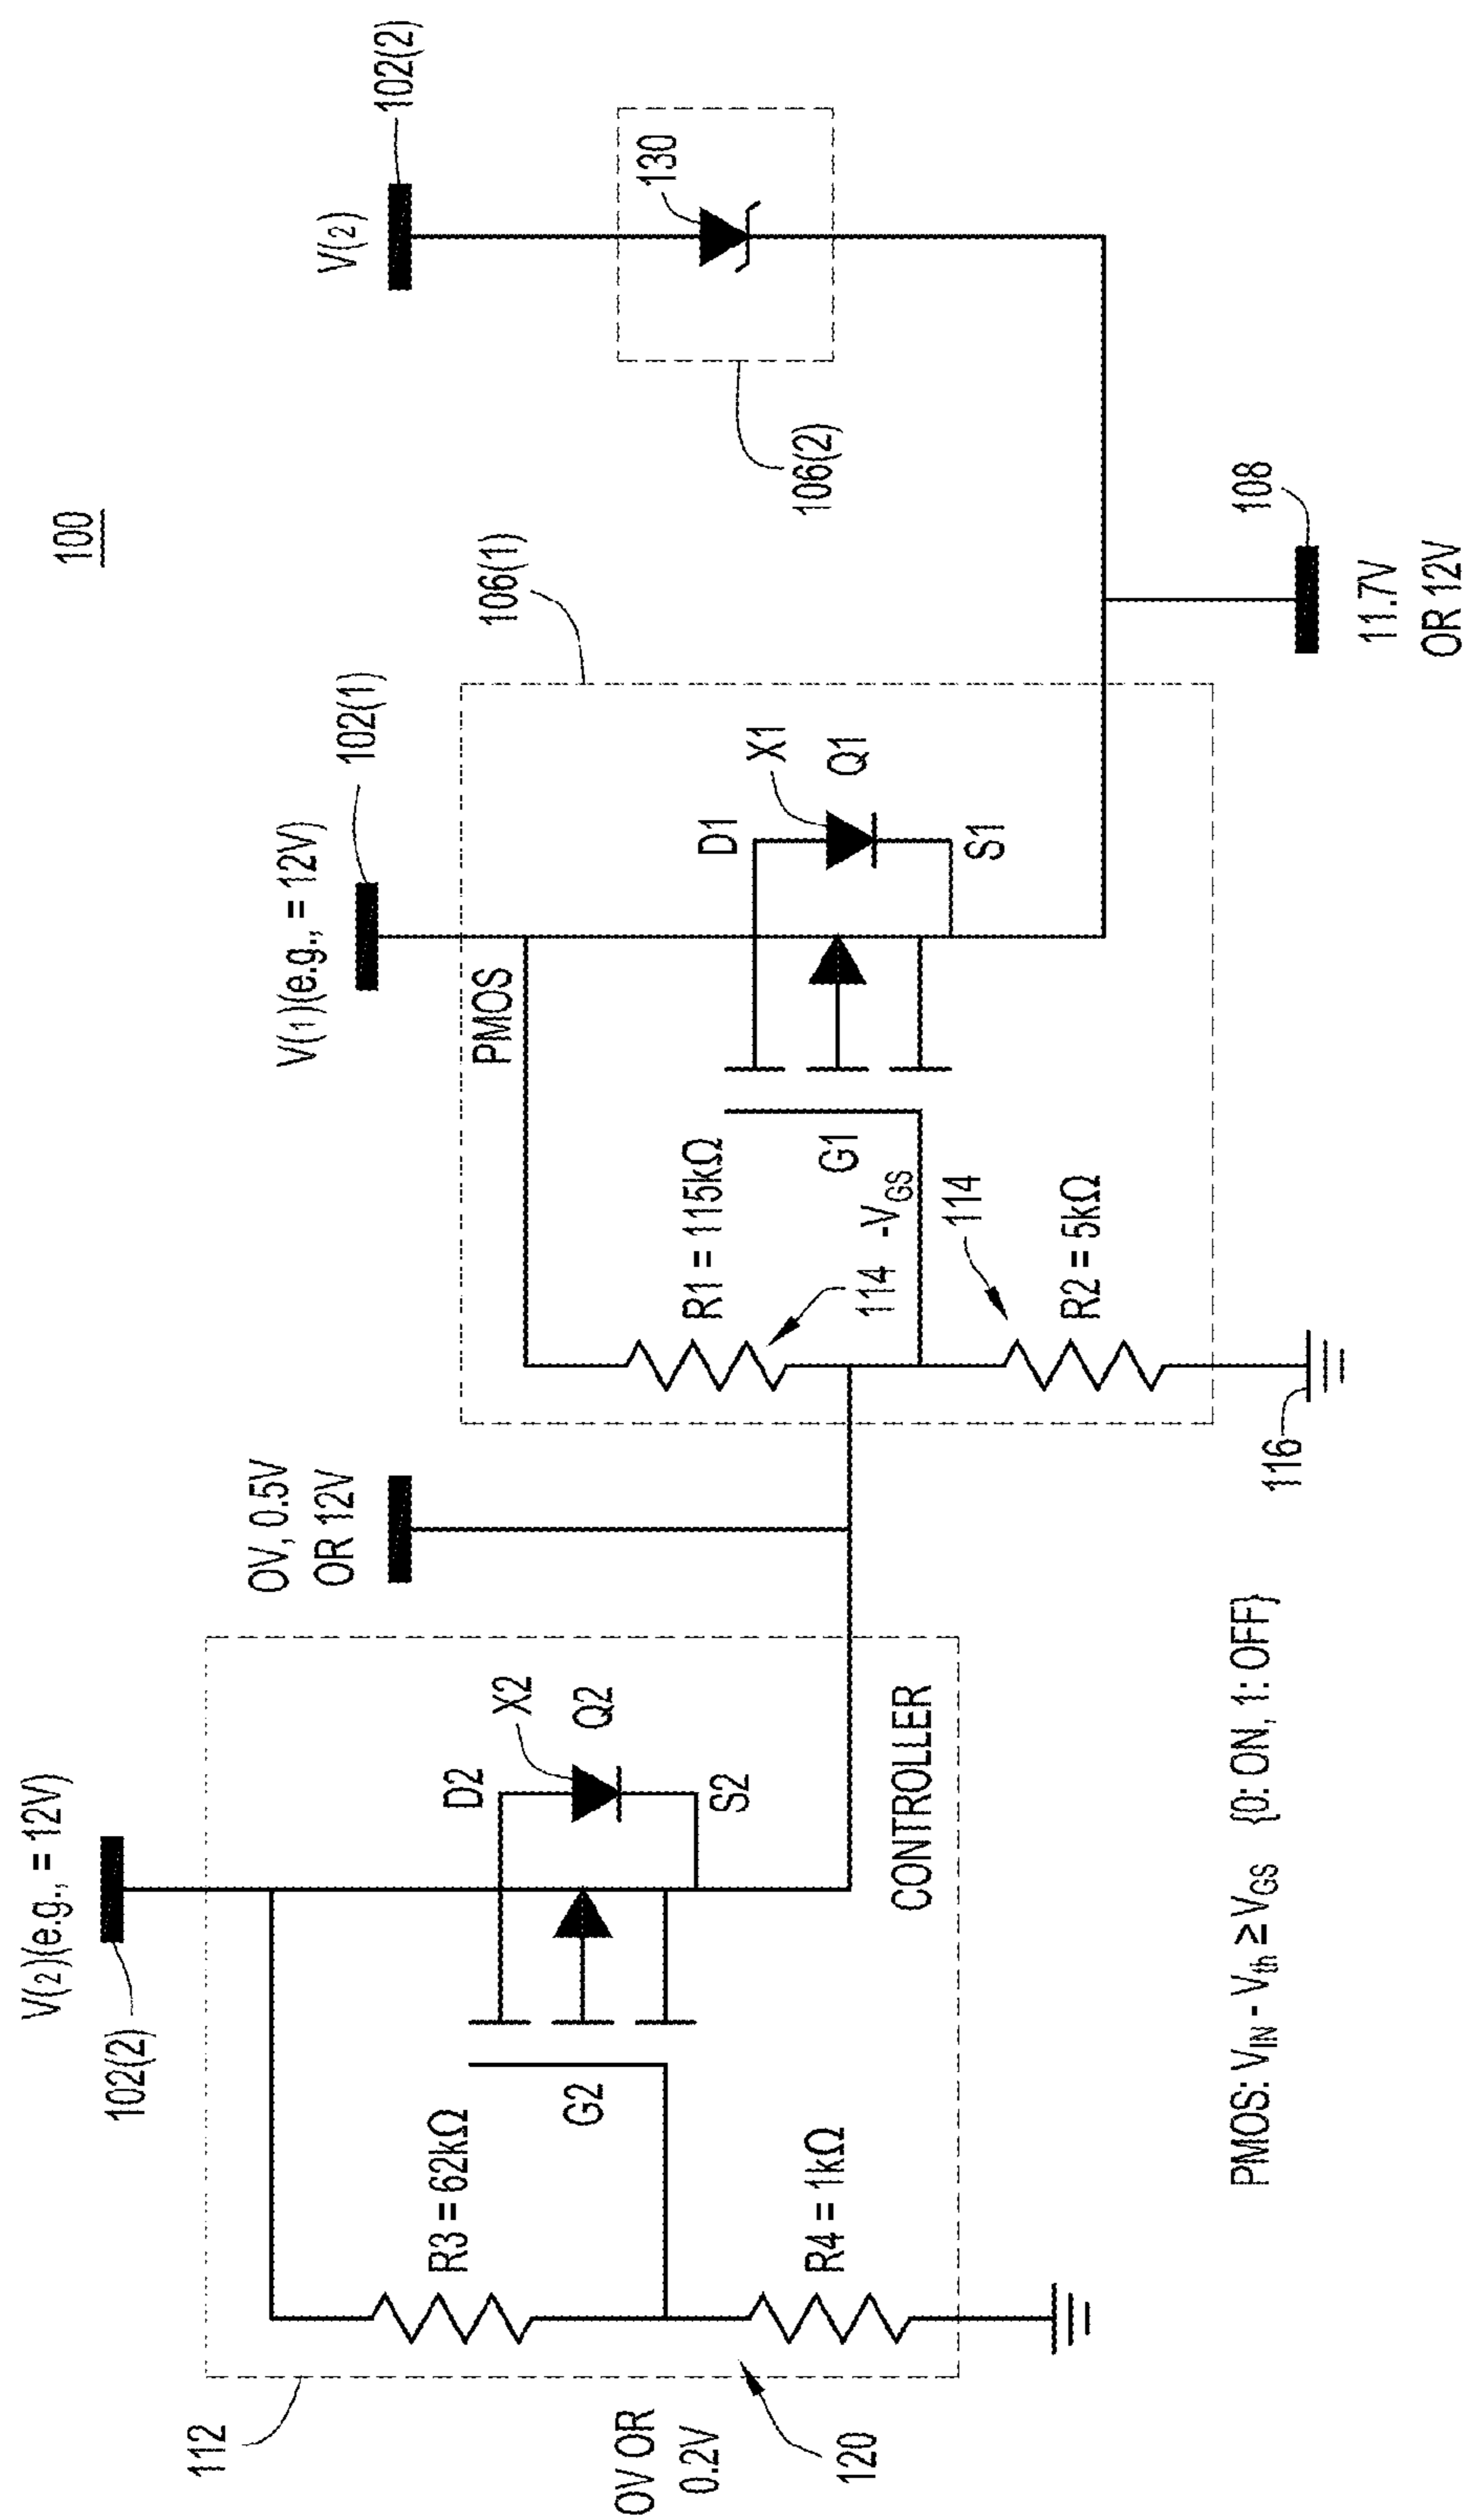 100
V(2)(e.g., = 12V)
102(2)
112
R3 = 62kΩ
G2
D2
X2
Q2
S2
R4 = 1kΩ
CONTROLLER
0V OR
0.2V
120
0V, 0.5V
OR 12V
V(1)(e.g., = 12V)
102(1)
106(1)
PMOS
R1 = 115kΩ
114
-VGS
G1
D1
X1
Q1
S1
114
R2 = 5kΩ
116
V(2)
102(2)
130
106(2)
108
11.7V
OR 12V
PMOS: VIN - Vth ≥ VGS {0: ON, 1: OFF}